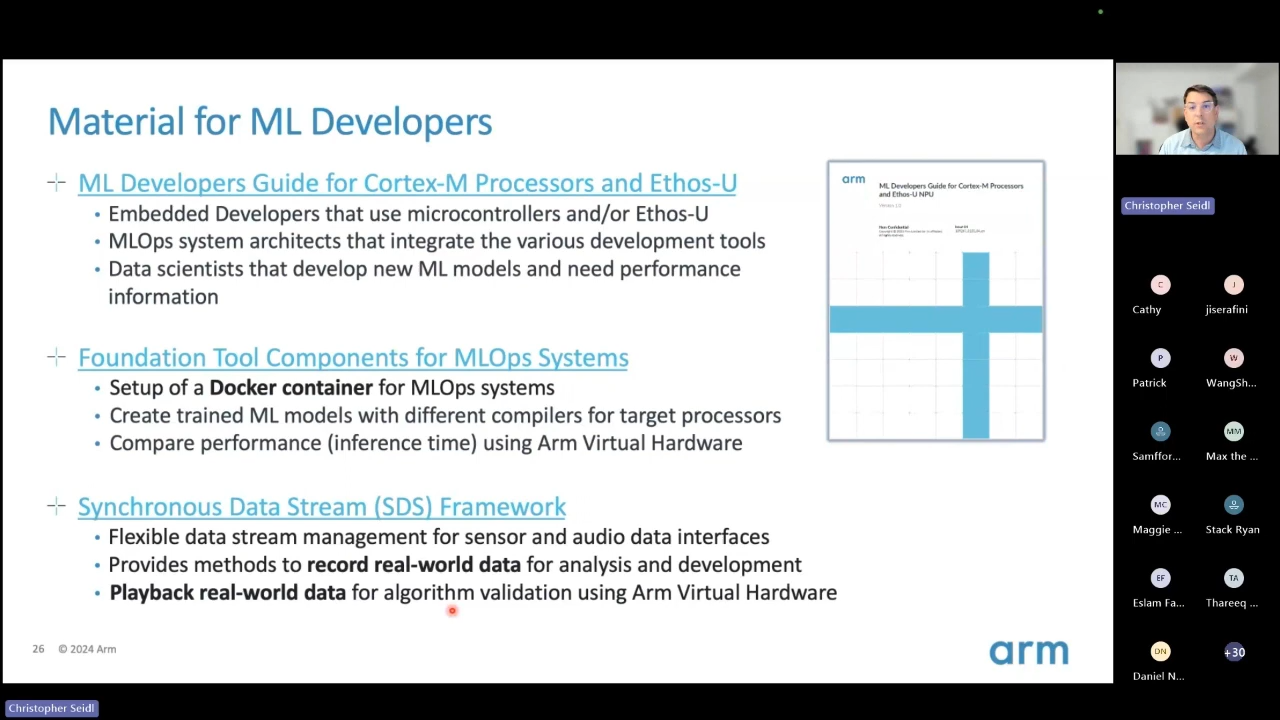 Material for ML Developers
ML Developers Guide for Cortex-M Processors and Ethos-U
• Embedded Developers that use microcontrollers and/or Ethos-U
• MLOps system architects that integrate the various development tools
• Data scientists that develop new ML models and need performance
information
Foundation Tool Components for MLOps Systems
• Setup of a Docker container for MLOps systems
• Create trained ML models with different compilers for target processors
• Compare performance (inference time) using Arm Virtual Hardware
Synchronous Data Stream (SDS) Framework
• Flexible data stream management for sensor and audio data interfaces
• Provides methods to record real-world data for analysis and development
• Playback real-world data for algorithm validation using Arm Virtual Hardware
arm
ML Developers Guide for Cortex-M Processors
and Ethos-U NPU
26 © 2024 Arm
arm
Christopher Seidl
Christopher Seidl
C
Cathy
J
jiserafini
P
Patrick
W
WangSh...
Samffor...
MM
Max the ...
MC
Maggie ...
Stack Ryan
EF
Eslam Fa...
TA
Thareeq ...
DN
Daniel N...
+30